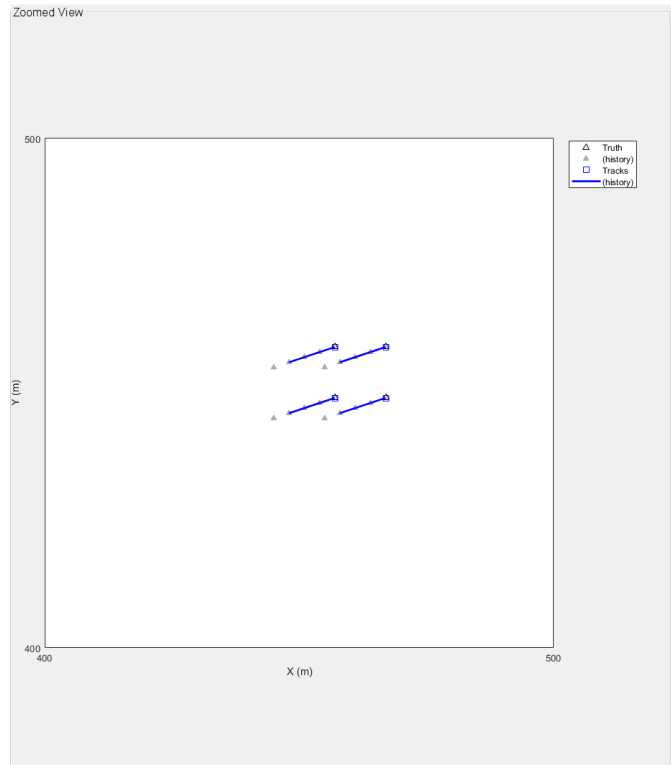 Zoomed View
500
Truth
(history)
Tracks
(history)
Y (m)
400
400
500
X (m)